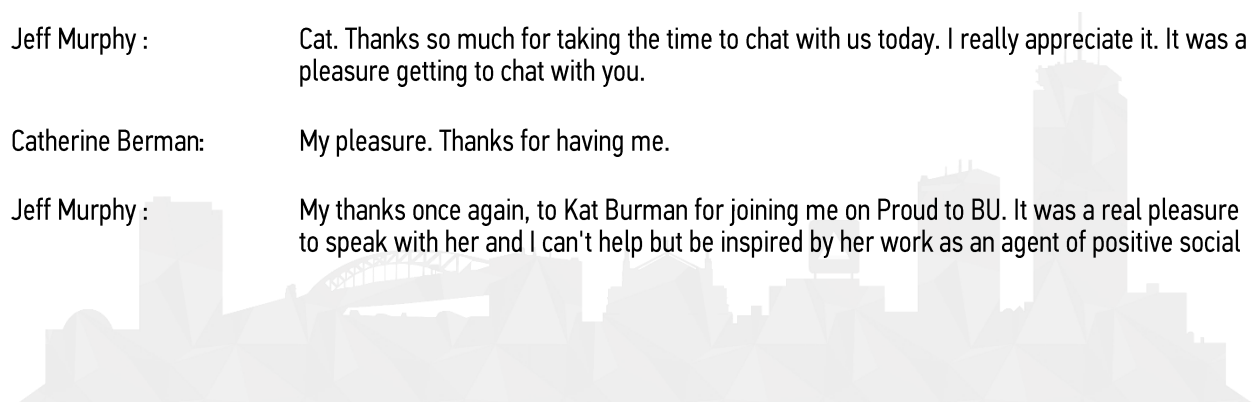 Jeff Murphy : Cat. Thanks so much for taking the time to chat with us today. I really appreciate it. It was a
pleasure getting to chat with you.
Catherine Berman: My pleasure. Thanks for having me.
Jeff Murphy : My thanks once again, to Kat Burman for joining me on Proud to BU. It was a real pleasure
to speak with her and I can't help but be inspired by her work as an agent of positive social